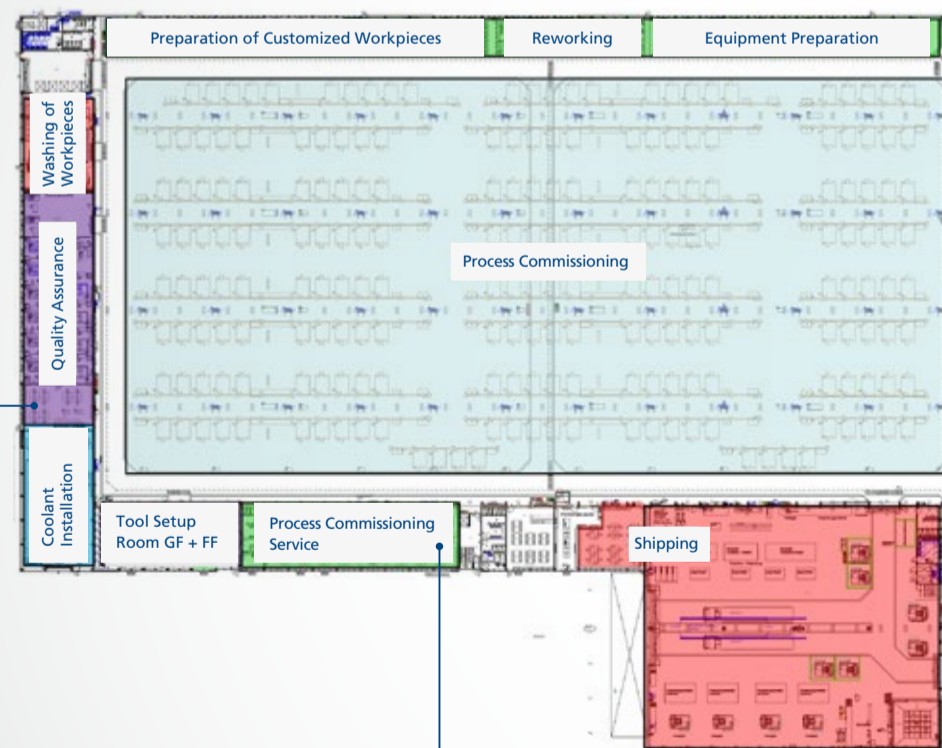 Preparation of Customized Workpieces
Reworking
Equipment Preparation
Washing of
Workpieces
Quality Assurance
Process Commissioning
Coolant
Installation
Tool Setup
Room GF + FF
Process Commissioning
Service
Shipping